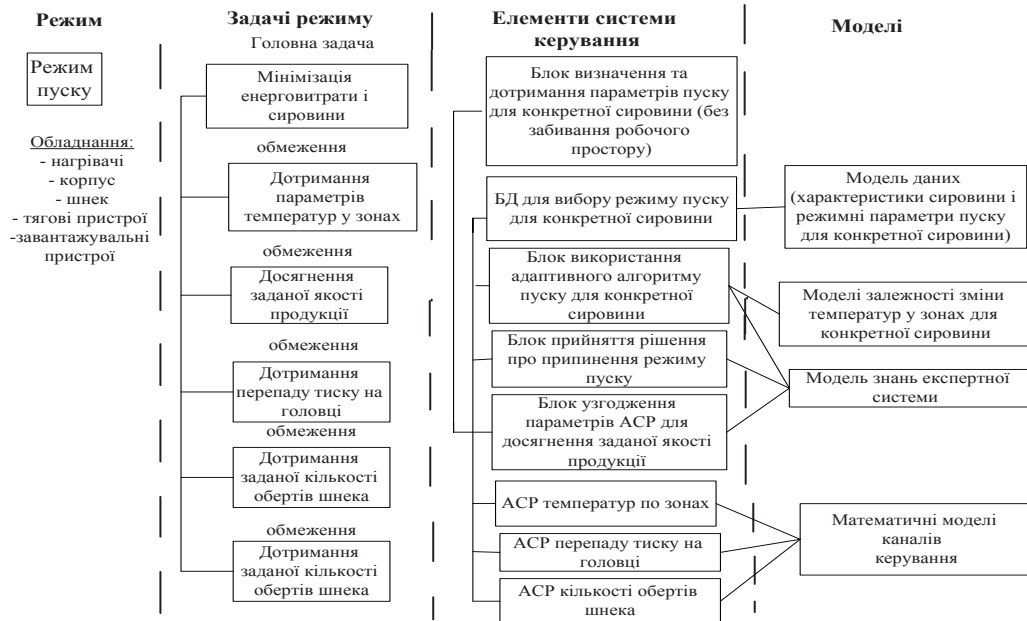 Режим
Режим
пуску
Обладнання:
- нагрівачі
- корпус
- шнек
- тягові пристрої
-завантажувальні
пристрої
Задачі режиму
Головна задача
Мінімізація
енерговитрати і
сировини
обмеження
Дотримання
параметрів
температур у зонах
обмеження
Досягнення
заданої якості
продукції
обмеження
Дотримання
перепаду тиску на
головці
обмеження
Дотримання
заданої кількості
обертів шнека
обмеження
Дотримання
заданої кількості
обертів шнека
Елементи системи
керування
Блок визначення та
дотримання параметрів пуску
для конкретної сировини (без
забивання робочого
простору)
БД для вибору режиму пуску
для конкретної сировини
Блок використання
адаптивного алгоритму
пуску для конкретної
сировини
Блок прийняття рішення
про припинення режиму
пуску
Блок узгодження
параметрів АСР для
досягнення заданої якості
продукції
АСР температур по зонах
АСР перепаду тиску на
головці
АСР кількості обертів
шнека
Моделі
Модель даних
(характеристики сировини і
режимні параметри пуску
для конкретної сировини)
Моделі залежності зміни
температур у зонах для
конкретної сировини
Модель знань експертної
системи
Математичні моделі
каналів
керування